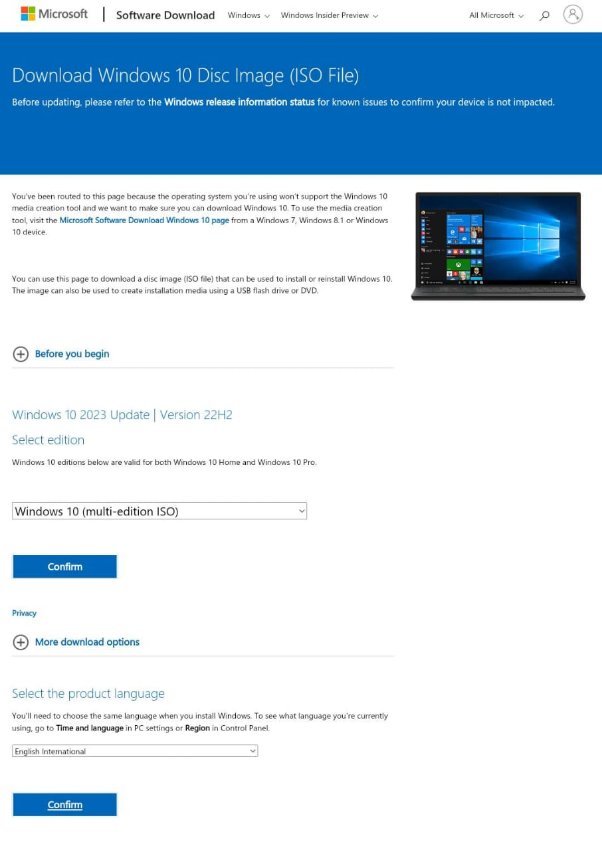 Microsoft | Software Download Windows Windows Insider Preview All Microsoft
Download Windows 10 Disc Image (ISO File)
Before updating, please refer to the Windows release information status for known issues to confirm your device is not impacted.
You've been routed to this page because the operating system you're using won't support the Windows 10
media creation tool and we want to make sure you can download Windows 10. To use the media creation
tool, visit the Microsoft Software Download Windows 10 page from a Windows 7, Windows 8.1 or Windows
10 device.
You can use this page to download a disc image (ISO file) that can be used to install or reinstall Windows 10.
The image can also be used to create installation media using a USB flash drive or DVD.
Before you begin
Windows 10 2023 Update | Version 22H2
Select edition
Windows 10 editions below are valid for both Windows 10 Home and Windows 10 Pro.
Windows 10 (multi-edition ISO)
Confirm
Privacy
More download options
Select the product language
You'll need to choose the same language when you install Windows. To see what language you're currently
using, go to Time and language in PC settings or Region in Control Panel.
English International
Confirm